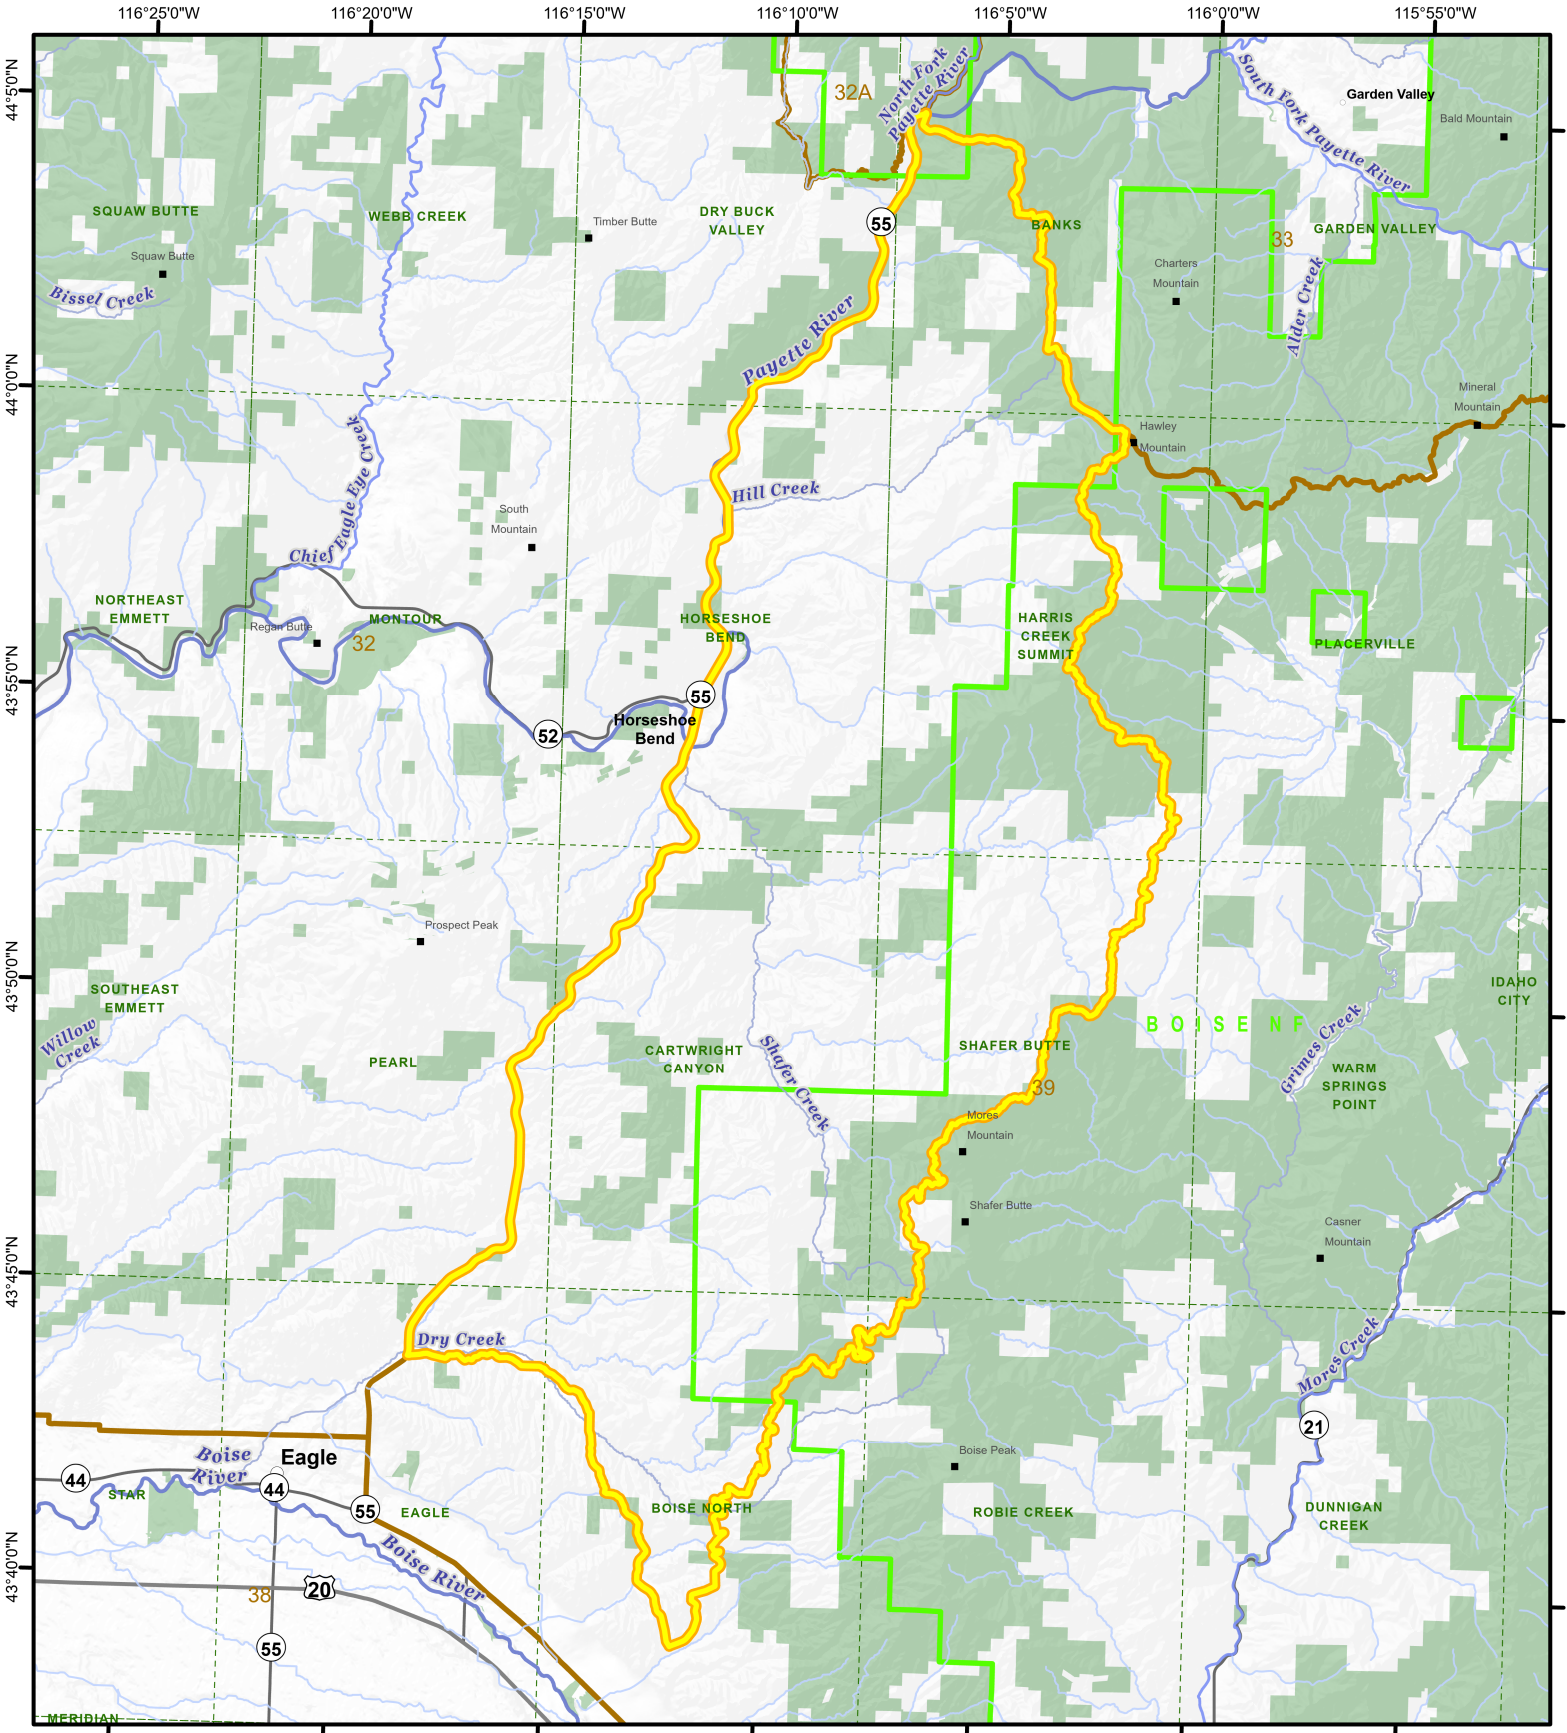 116°25'0"W
116°20'0"W
116°15'0"W
116°10'0"W
116°5'0"W
116°0'0"W
115°55'0"W
44°5'0"N
44°0'0"N
43°55'0"N
43°50'0"N
43°45'0"N
43°40'0"N
32A
North Fork
Payette River
South Fork Payette River
Garden Valley
Bald Mountain
SQUAW BUTTE
WEBB CREEK
Timber Butte
DRY BUCK
VALLEY
55
BANKS
33
GARDEN VALLEY
Squaw Butte
Bissel Creek
Charters
Mountain
Alder Creek
Payette River
Mineral
Mountain
Hawley
Mountain
Chief Eagle Eye Creek
Hill Creek
South
Mountain
NORTHEAST
EMMETT
Regan Butte
MONTOUR
32
HORSESHOE
BEND
HARRIS
CREEK
SUMMIT
PLACERVILLE
55
Horseshoe
Bend
52
Prospect Peak
SOUTHEAST
EMMETT
Willow
Creek
PEARL
CARTWRIGHT
CANYON
Shafer Creek
SHAFER BUTTE
BOISE NF
IDAHO
CITY
Grimes Creek
WARM
SPRINGS
POINT
39
Mores
Mountain
Shafer Butte
Casner
Mountain
Dry Creek
Mores Creek
21
Boise
River
Eagle
44
44
STAR
55
EAGLE
BOISE NORTH
Boise Peak
ROBIE CREEK
DUNNIGAN
CREEK
Boise River
38
20
55
MERIDIAN